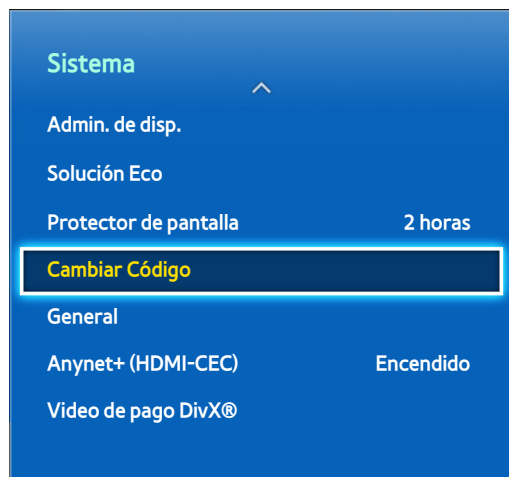 Sistema
Admin. de disp.
Solución Eco
Protector de pantalla 2 horas
Cambiar Código
General
Anynet+ (HDMI-CEC) Encendido
Video de pago DivX®